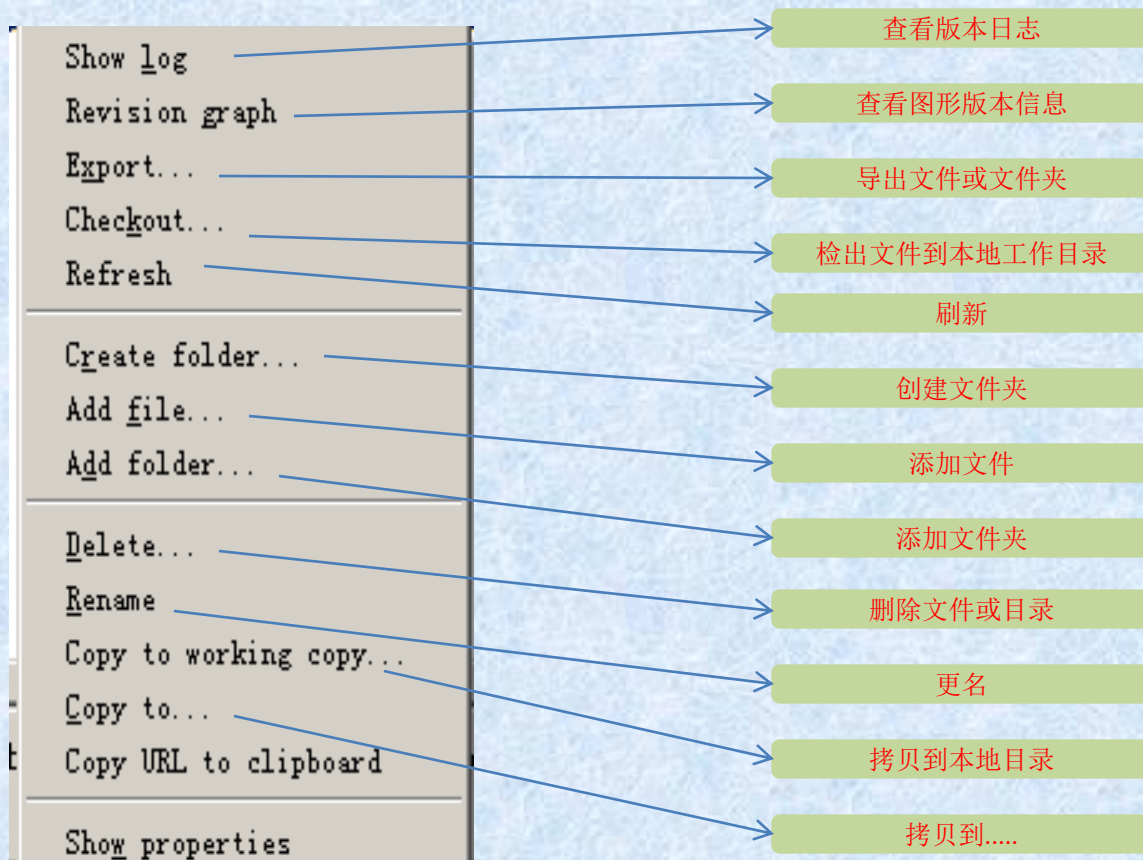 Show log
Revision graph
Export...
Checkout...
Refresh
Create folder...
Add file...
Add folder...
Delete...
Rename
Copy to working copy...
Copy to...
Copy URL to clipboard
Show properties
查看版本日志
查看图形版本信息
导出文件或文件夹
检出文件到本地工作目录
刷新
创建文件夹
添加文件
添加文件夹
删除文件或目录
更名
拷贝到本地目录
拷贝到.....